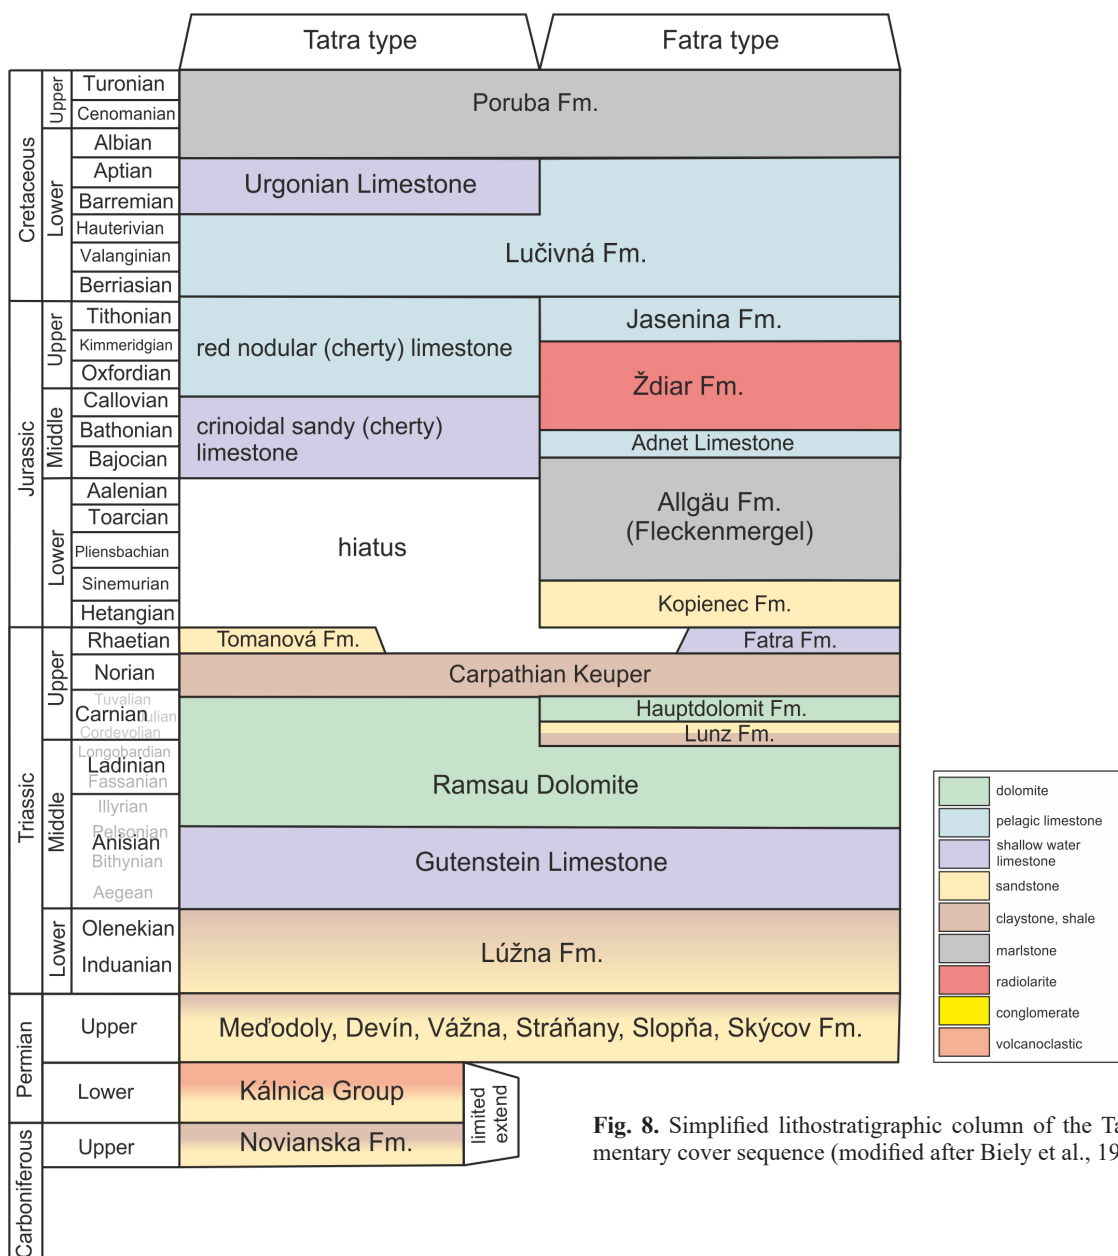 Tatra type
Fatra type
Cretaceous
Upper
Turonian
Cenomanian
Lower
Albian
Aptian
Barremian
Hauterivian
Valanginian
Berriasian
Poruba Fm.
Urgonian Limestone
Lučivná Fm.
Jurassic
Upper
Tithonian
Kimmeridgian
Oxfordian
Middle
Callovian
Bathonian
Bajocian
Lower
Aalenian
Toarcian
Pliensbachian
Sinemurian
Hetangian
red nodular (cherty) limestone
crinoidal sandy (cherty)
limestone
hiatus
Jasenina Fm.
Ždiar Fm.
Adnet Limestone
Allgäu Fm.
(Fleckenmergel)
Kopienec Fm.
Triassic
Upper
Rhaetian
Norian
Tuvalian
Carnian
Julian
Cordevolian
Middle
Longobardian
Ladinian
Fassanian
Illyrian
Pelsonian
Anisian
Bithynian
Aegean
Lower
Olenekian
Induanian
Tomanová Fm.
Fatra Fm.
Carpathian Keuper
Hauptdolomit Fm.
Lunz Fm.
Ramsau Dolomite
Gutenstein Limestone
Lúžna Fm.
Permian
Upper
Lower
Meďodoly, Devín, Vážna, Stráňany, Slopňa, Skýcov Fm.
Kálnica Group
Carboniferous
Upper
Novianska Fm.
limited
extend
dolomite
pelagic limestone
shallow water
limestone
sandstone
claystone, shale
marlstone
radiolarite
conglomerate
volcanoclastic
Fig. 8. Simplified lithostratigraphic column of the Ta
mentary cover sequence (modified after Biely et al., 19